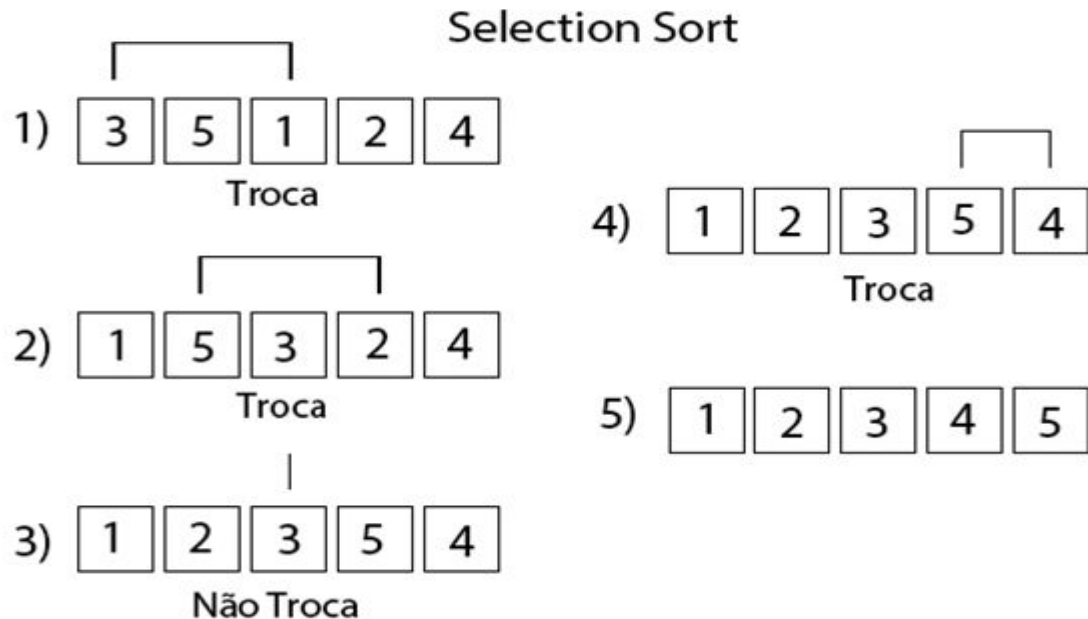 Selection Sort
1) 3 5 1 2 4
Troca
2) 1 5 3 2 4
Troca
3) 1 2 3 5 4
Não Troca
4) 1 2 3 5 4
Troca
5) 1 2 3 4 5